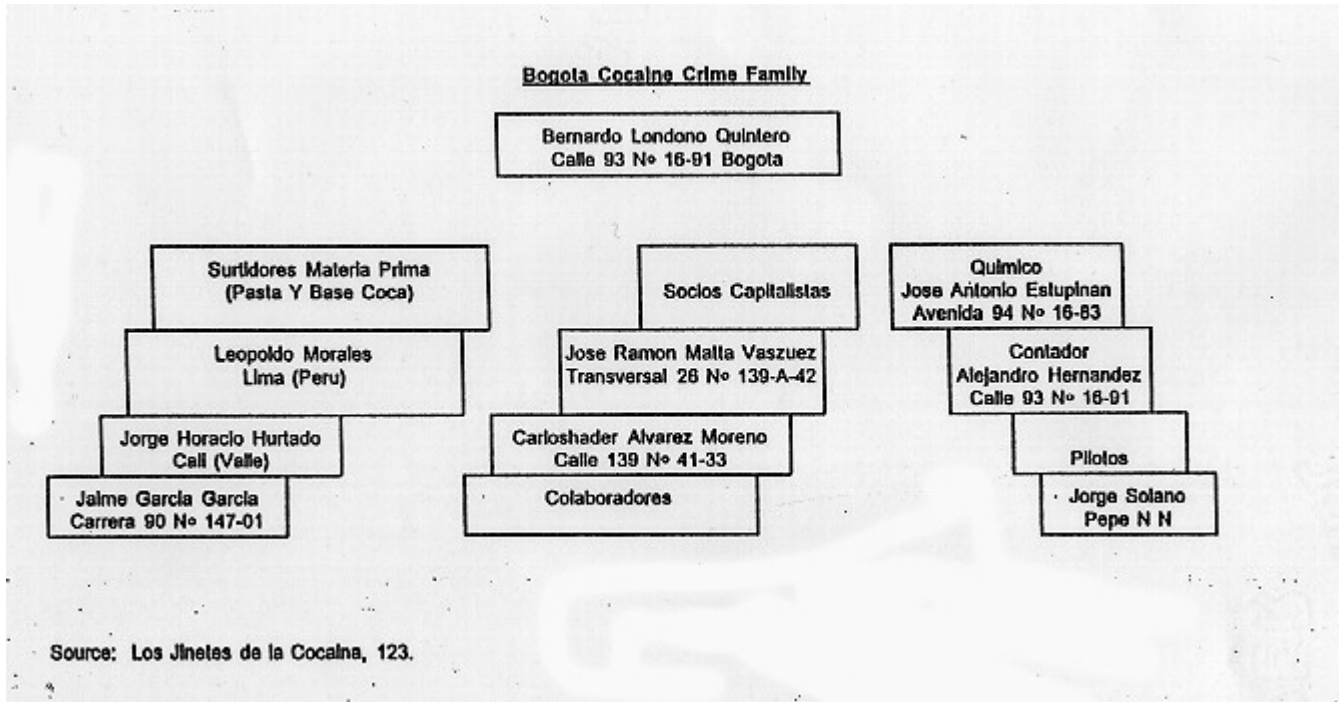 Bogota Cocaine Crime Family
Bernardo Londono Quintero
Calle 93 Nº 16-91 Bogota
Surtidores Materia Prima
(Pasta Y Base Coca)
Leopoldo Morales
Lima (Peru)
Jorge Horacio Hurtado
Cali (Valle)
Jaime Garcia Garcia
Carrera 90 Nº 147-01
Socios Capitalistas
Jose Ramon Malta Vaszuez
Transversal 26 Nº 139-A-42
Carloshader Alvarez Moreno
Calle 139 Nº 41-33
Colaboradores
Quimico
Jose Antonio Estupinan
Avenida 94 Nº 16-83
Contador
Alejandro Hernandez
Calle 93 Nº 16-91
Pilotos
Jorge Solano
Pepe N N
Source: Los Jinetes de la Cocaina, 123.